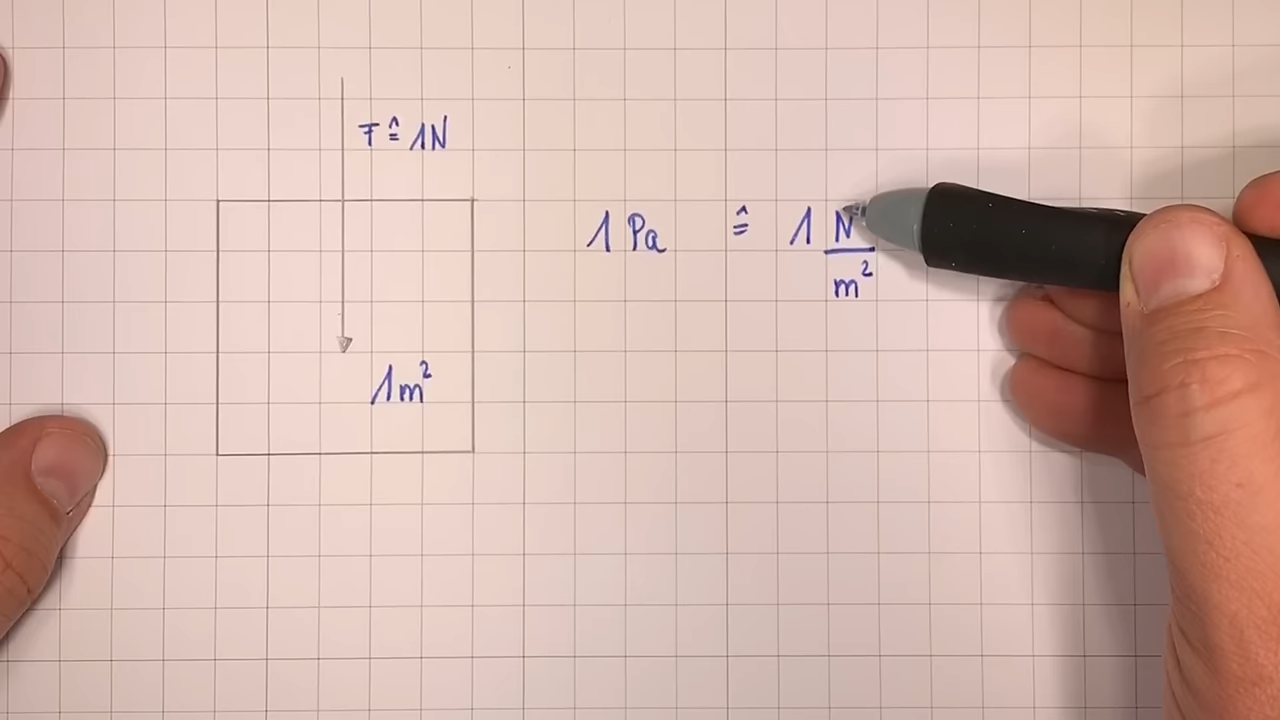 F ≙ 1N
1 Pa ≙ 1 N/m²
1m²